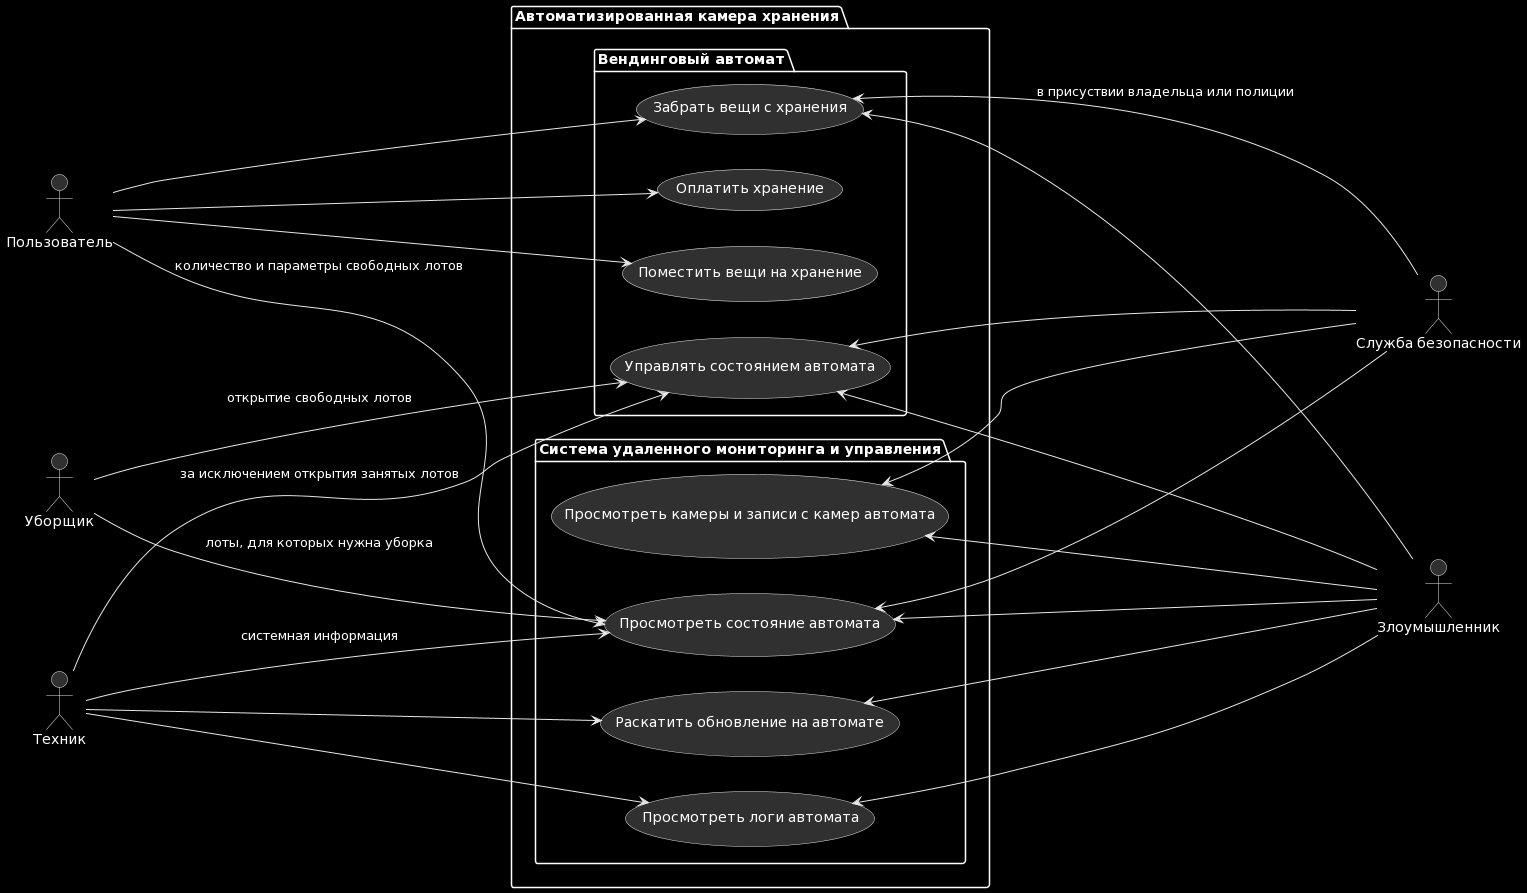 Автоматизированная камера хранения
Вендинговый автомат
в присуствии владельца или полиции
Забрать вещи с хранения
Оплатить хранение
Пользователь
количество и параметры свободных лотов
Поместить вещи на хранение
Служба безопасности
Управлять состоянием автомата
открытие свободных лотов
Система удаленного мониторинга и управления
за исключением открытия занятых лотов
Просмотреть камеры и записи с камер автомата
Уборщик
лоты, для которых нужна уборка
Просмотреть состояние автомата
Злоумышленник
системная информация
Раскатить обновление на автомате
Техник
Просмотреть логи автомата